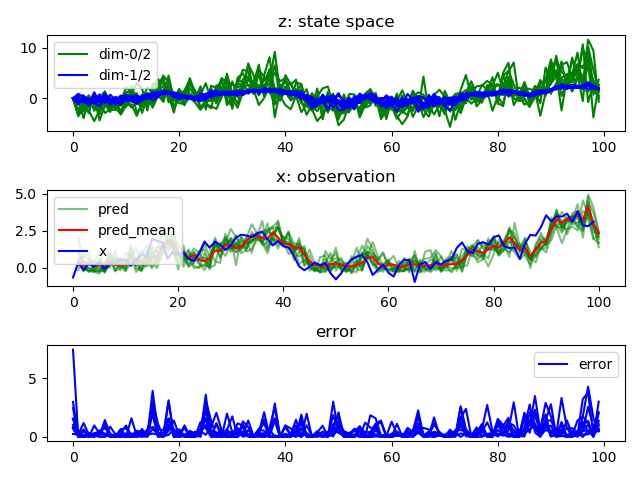 z: state space
10
0
dim-0/2
dim-1/2
0 20 40 60 80 100
x: observation
5.0
2.5
0.0
pred
pred_mean
x
0 20 40 60 80 100
error
5
0
error
0 20 40 60 80 100